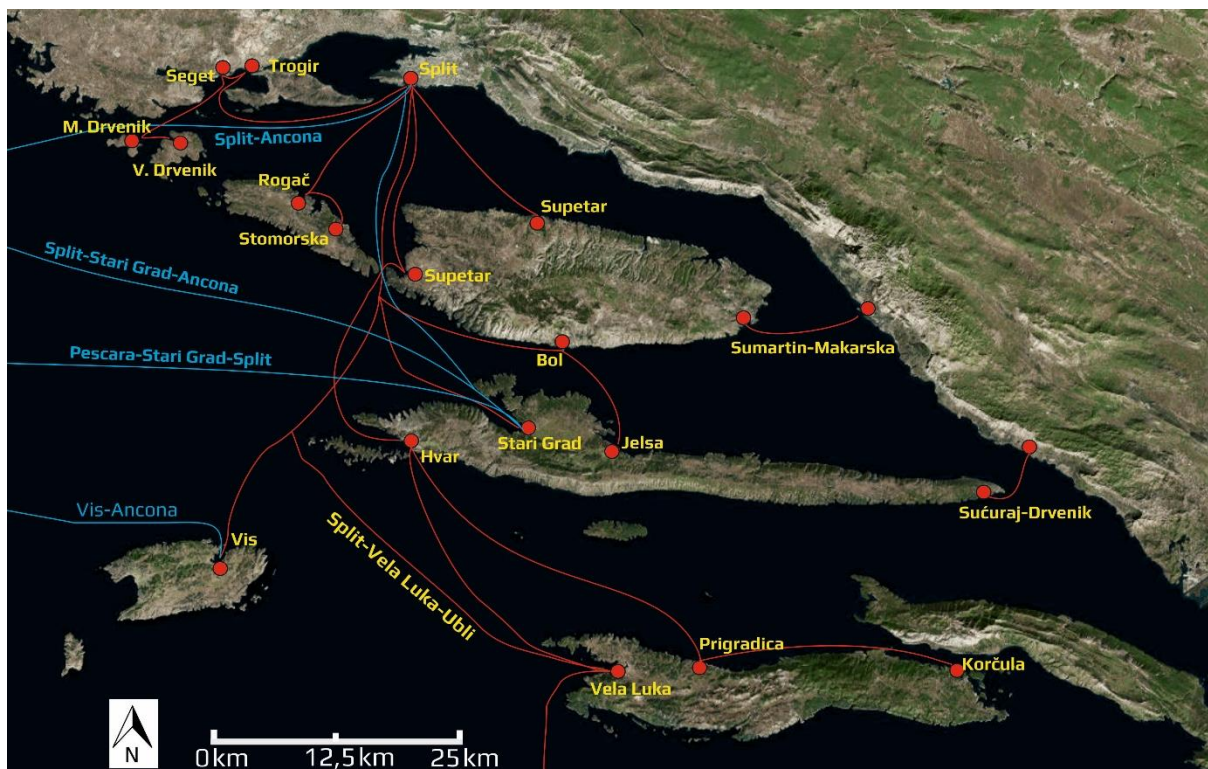 Seget
Trogir
Split
M. Drvenik
Split-Ancona
V. Drvenik
Rogač
Supetar
Stomorska
Split-Stari Grad-Ancona
Supetar
Pescara-Stari Grad-Split
Bol
Sumartin-Makarska
Stari Grad
Jelsa
Hvar
Vis-Ancona
Sućuraj-Drvenik
Vis
Split-Vela Luka-Ubli
Prigradica
Korčula
Vela Luka
N
0km 12,5km 25km